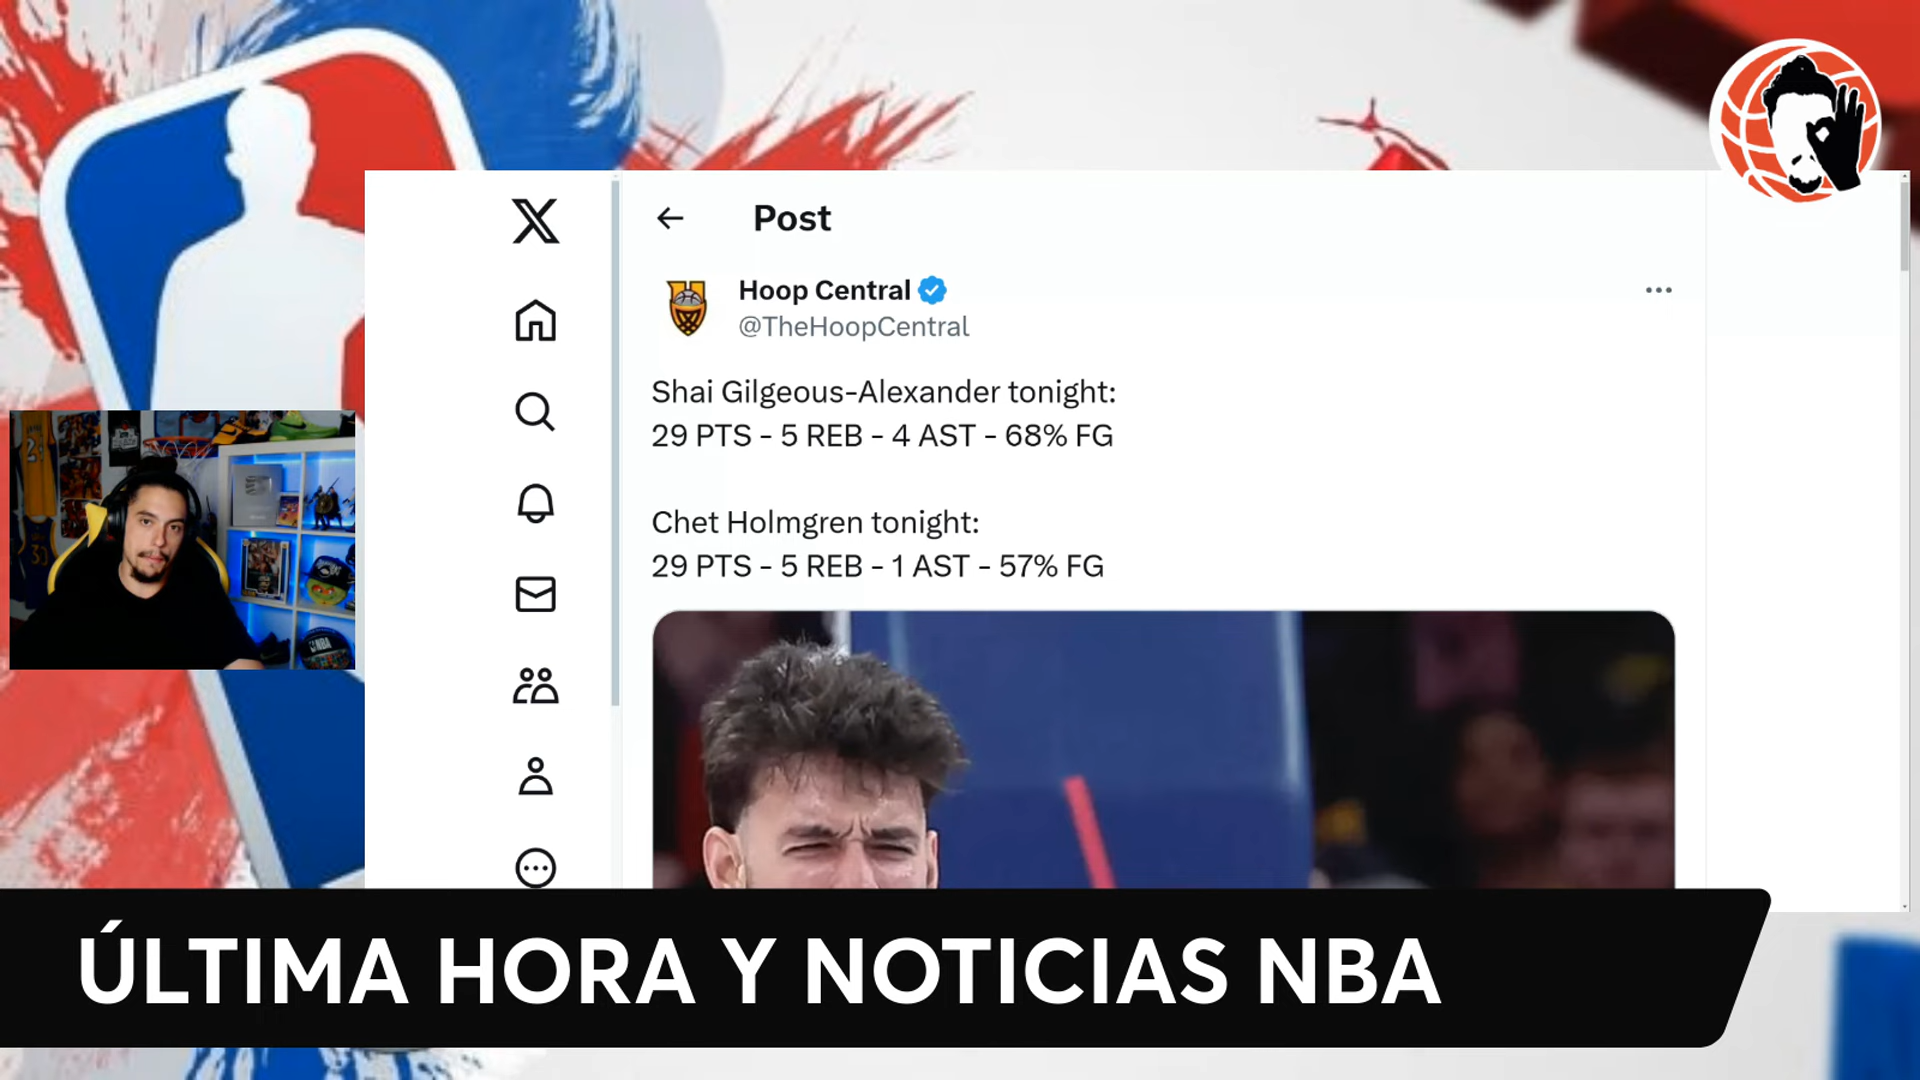 Post
Hoop Central
@TheHoopCentral
Shai Gilgeous-Alexander tonight:
29 PTS - 5 REB - 4 AST - 68% FG
Chet Holmgren tonight:
29 PTS - 5 REB - 1 AST - 57% FG
ÚLTIMA HORA Y NOTICIAS NBA